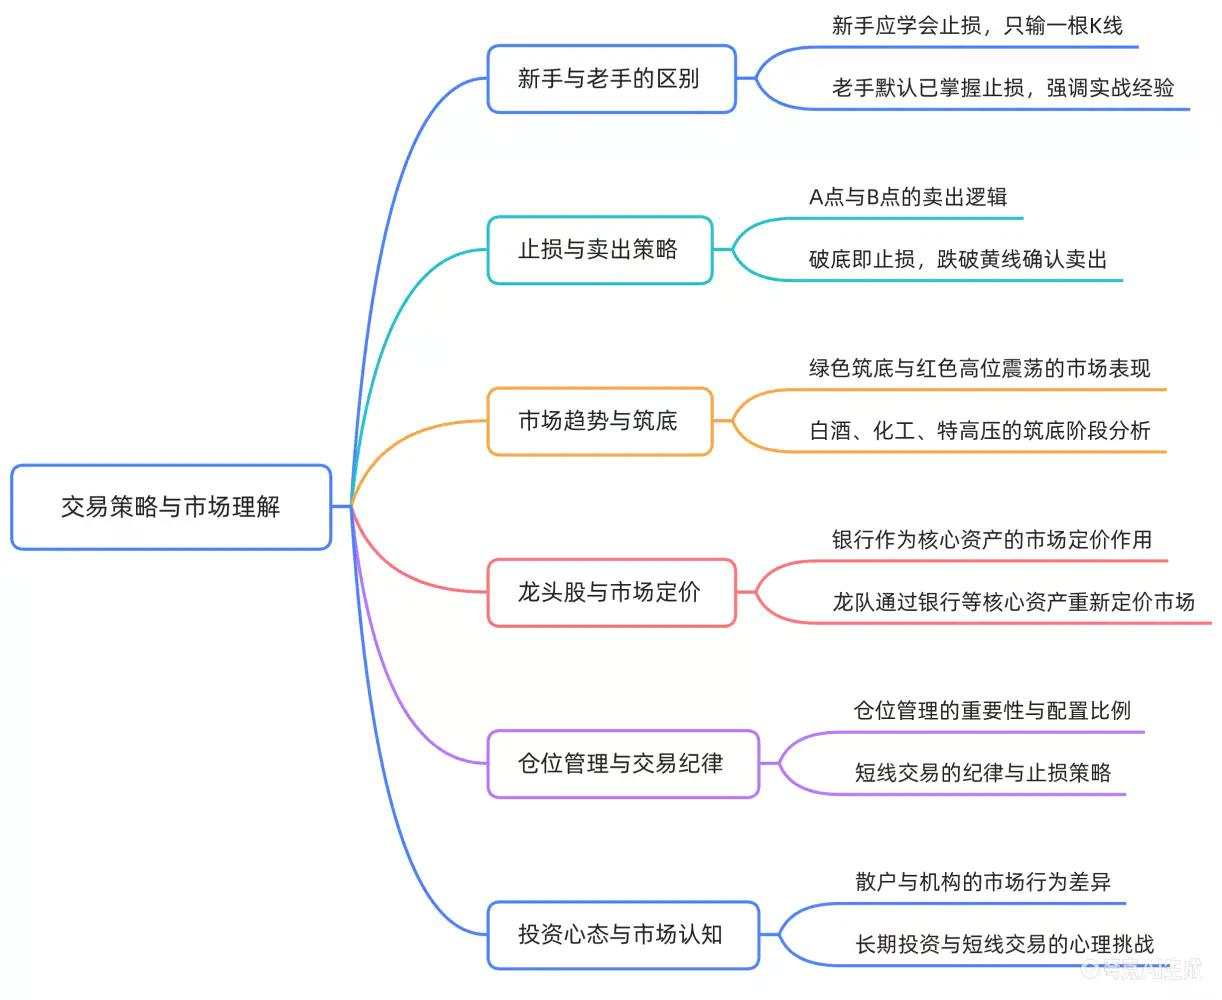 交易策略与市场理解
新手与老手的区别
新手应学会止损，只输一根K线
老手默认已掌握止损，强调实战经验
止损与卖出策略
A点与B点的卖出逻辑
破底即止损，跌破黄线确认卖出
市场趋势与筑底
绿色筑底与红色高位震荡的市场表现
白酒、化工、特高压的筑底阶段分析
龙头股与市场定价
银行作为核心资产的市场定价作用
龙队通过银行等核心资产重新定价市场
仓位管理与交易纪律
仓位管理的重要性与配置比例
短线交易的纪律与止损策略
投资心态与市场认知
散户与机构的市场行为差异
长期投资与短线交易的心理挑战
夸克AI生成